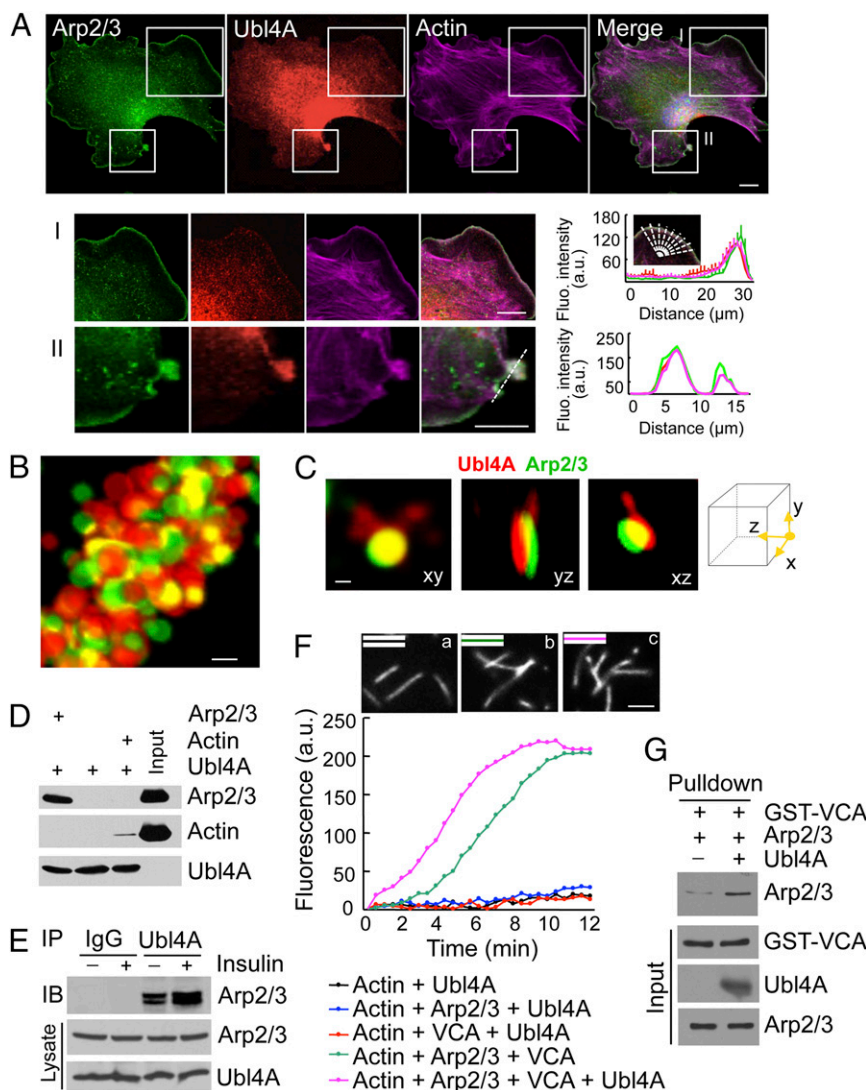 A
Arp2/3 Ubl4A Actin Merge
I
II
I
II
Fluo. intensity (a.u.)
180
120
60
0 5 10 15 20 25 30
Distance (µm)
Fluo. intensity (a.u.)
250
200
150
100
50
0 5 10 15
Distance (µm)
B
C
Ubl4A Arp2/3
xy yz xz
z y x
D
+ Arp2/3
+ Actin
+ + + Ubl4A
Input
Arp2/3
Actin
Ubl4A
E
IP IgG Ubl4A
– + – + Insulin
IB Arp2/3
Lysate
Arp2/3
Ubl4A
F
a b c
Fluorescence (a.u.)
250
200
150
100
50
0
0 2 4 6 8 10 12
Time (min)
Actin + Ubl4A
Actin + Arp2/3 + Ubl4A
Actin + VCA + Ubl4A
Actin + Arp2/3 + VCA
Actin + Arp2/3 + VCA + Ubl4A
G
Pulldown
+ + GST-VCA
+ + Arp2/3
– + Ubl4A
Arp2/3
Input
GST-VCA
Ubl4A
Arp2/3